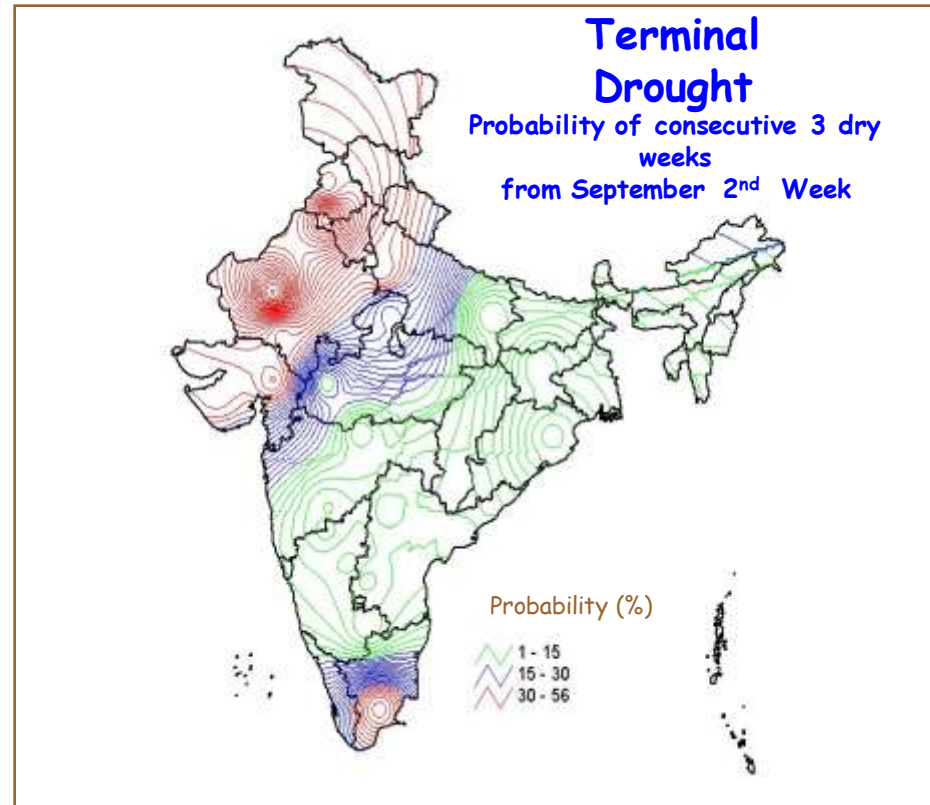 Terminal
Drought
Probability of consecutive 3 dry
weeks
from September 2nd Week
Probability (%)
1 - 15
15 - 30
30 - 56